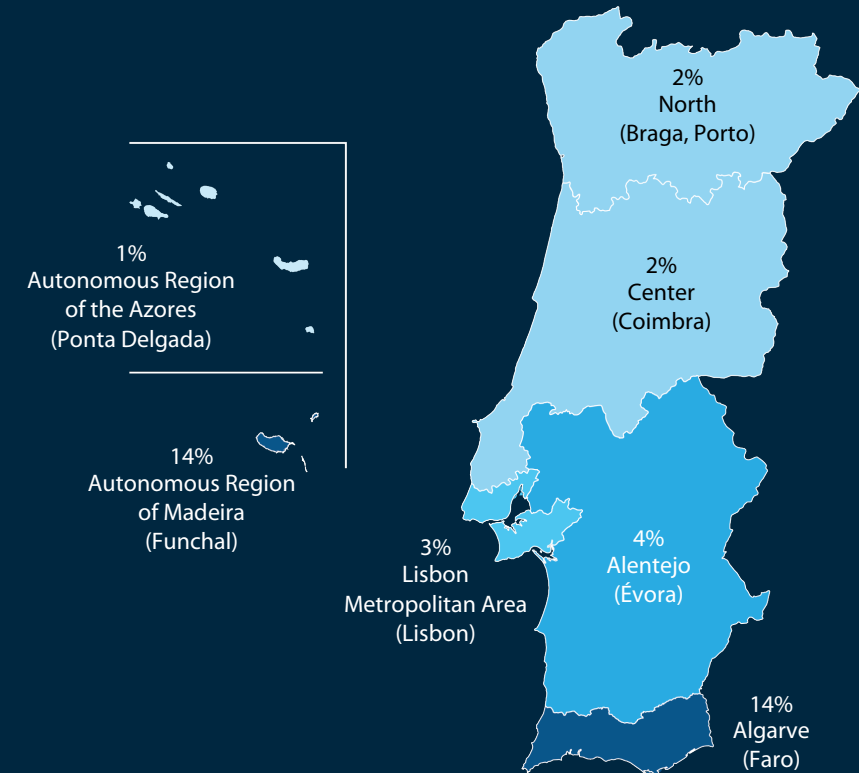 2%
North
(Braga, Porto)
1%
Autonomous Region
of the Azores
(Ponta Delgada)
2%
Center
(Coimbra)
14%
Autonomous Region
of Madeira
(Funchal)
3%
Lisbon
Metropolitan Area
(Lisbon)
4%
Alentejo
(Évora)
14%
Algarve
(Faro)